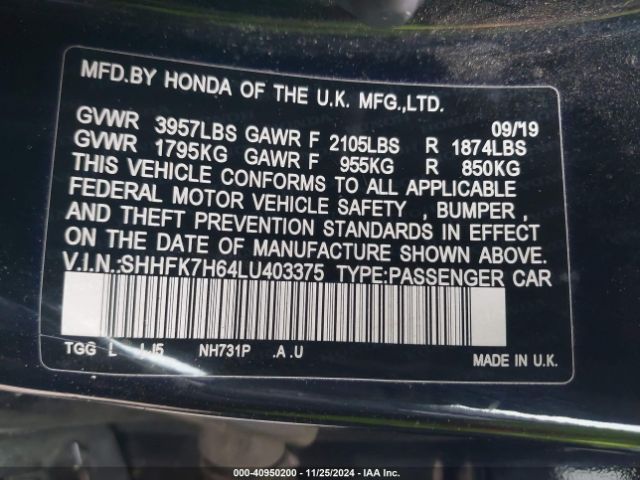 MFD.BY HONDA OF THE U.K. MFG.,LTD.
09/19
GVWR 3957LBS GAWR F 2105LBS R 1874LBS
GVWR 1795KG GAWR F 955KG R 850KG
THIS VEHICLE CONFORMS TO ALL APPLICABLE
FEDERAL MOTOR VEHICLE SAFETY , BUMPER ,
AND THEFT PREVENTION STANDARDS IN EFFECT
ON THE DATE OF MANUFACTURE SHOWN ABOVE.
V.I.N.:SHHFK7H64LU403375 TYPE:PASSENGER CAR
TGG L NH731P .A .U MADE IN U.K.
000-40950200 - 11/25/2024 - IAA Inc.